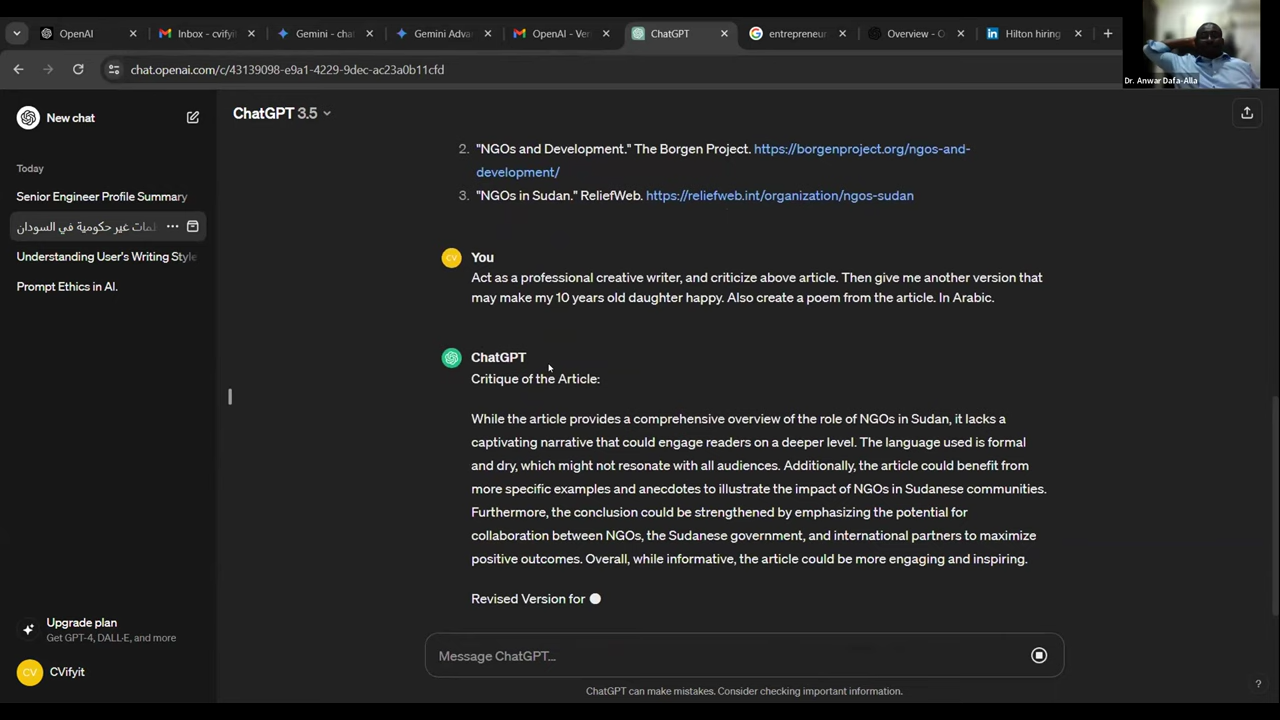 OpenAI
Inbox - cvifyit
Gemini - cha
Gemini Adva
OpenAI - Ver
ChatGPT
entrepreneur
Overview - O
Hilton hiring
chat.openai.com/c/43139098-e9a1-4229-9dec-ac23a0b11cfd
Dr. Anwar Dafa-Alla
New chat
Today
Senior Engineer Profile Summary
مات غير حكومية في السودان
Understanding User's Writing Style
Prompt Ethics in AI.
Upgrade plan
Get GPT-4, DALL·E, and more
CV CVifyit
ChatGPT 3.5
2. "NGOs and Development." The Borgen Project. https://borgenproject.org/ngos-and-
development/
3. "NGOs in Sudan." ReliefWeb. https://reliefweb.int/organization/ngos-sudan
CV You
Act as a professional creative writer, and criticize above article. Then give me another version that
may make my 10 years old daughter happy. Also create a poem from the article. In Arabic.
ChatGPT
Critique of the Article:
While the article provides a comprehensive overview of the role of NGOs in Sudan, it lacks a
captivating narrative that could engage readers on a deeper level. The language used is formal
and dry, which might not resonate with all audiences. Additionally, the article could benefit from
more specific examples and anecdotes to illustrate the impact of NGOs in Sudanese communities.
Furthermore, the conclusion could be strengthened by emphasizing the potential for
collaboration between NGOs, the Sudanese government, and international partners to maximize
positive outcomes. Overall, while informative, the article could be more engaging and inspiring.
Revised Version for
Message ChatGPT...
ChatGPT can make mistakes. Consider checking important information.
?